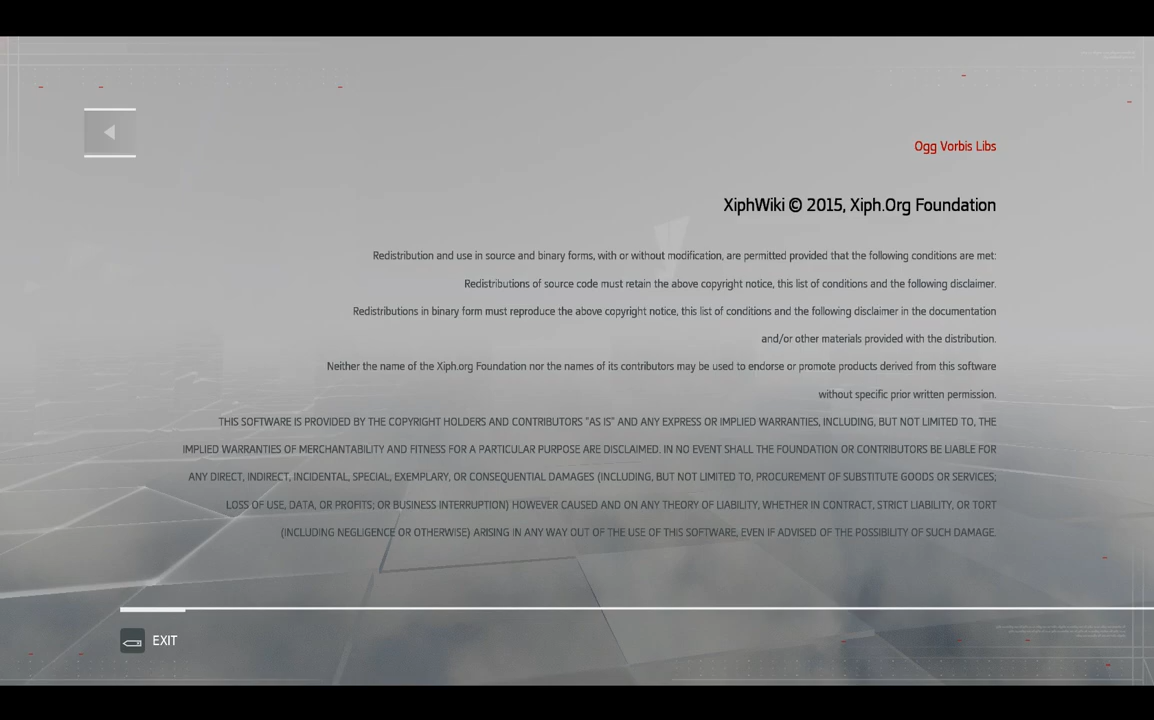 Ogg Vorbis Libs
XiphWiki © 2015, Xiph.Org Foundation
Redistribution and use in source and binary forms, with or without modification, are permitted provided that the following conditions are met:
Redistributions of source code must retain the above copyright notice, this list of conditions and the following disclaimer.
Redistributions in binary form must reproduce the above copyright notice, this list of conditions and the following disclaimer in the documentation
and/or other materials provided with the distribution.
Neither the name of the Xiph.org Foundation nor the names of its contributors may be used to endorse or promote products derived from this software
without specific prior written permission.
THIS SOFTWARE IS PROVIDED BY THE COPYRIGHT HOLDERS AND CONTRIBUTORS "AS IS" AND ANY EXPRESS OR IMPLIED WARRANTIES, INCLUDING, BUT NOT LIMITED TO, THE
IMPLIED WARRANTIES OF MERCHANTABILITY AND FITNESS FOR A PARTICULAR PURPOSE ARE DISCLAIMED. IN NO EVENT SHALL THE FOUNDATION OR CONTRIBUTORS BE LIABLE FOR
ANY DIRECT, INDIRECT, INCIDENTAL, SPECIAL, EXEMPLARY, OR CONSEQUENTIAL DAMAGES (INCLUDING, BUT NOT LIMITED TO, PROCUREMENT OF SUBSTITUTE GOODS OR SERVICES;
LOSS OF USE, DATA, OR PROFITS; OR BUSINESS INTERRUPTION) HOWEVER CAUSED AND ON ANY THEORY OF LIABILITY, WHETHER IN CONTRACT, STRICT LIABILITY, OR TORT
(INCLUDING NEGLIGENCE OR OTHERWISE) ARISING IN ANY WAY OUT OF THE USE OF THIS SOFTWARE, EVEN IF ADVISED OF THE POSSIBILITY OF SUCH DAMAGE.
EXIT